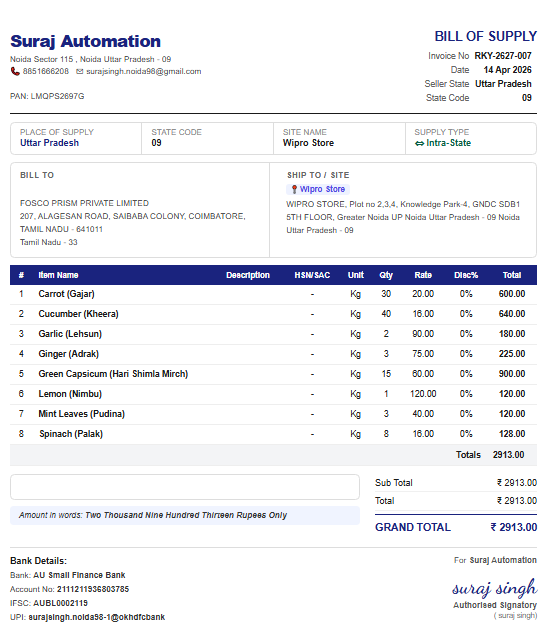 Suraj Automation
Noida Sector 115 , Noida Uttar Pradesh - 09
8851666208 surajsingh.noida98@gmail.com
PAN: LMQPS2697G
BILL OF SUPPLY
Invoice No RKY-2627-007
Date 14 Apr 2026
Seller State Uttar Pradesh
State Code 09
PLACE OF SUPPLY STATE CODE SITE NAME SUPPLY TYPE
Uttar Pradesh 09 Wipro Store ⇔ Intra-State
BILL TO
FOSCO PRISM PRIVATE LIMITED
207, ALAGESAN ROAD, SAIBABA COLONY, COIMBATORE,
TAMIL NADU - 641011
Tamil Nadu - 33
SHIP TO / SITE
📍 Wipro Store
WIPRO STORE, Plot no 2,3,4, Knowledge Park-4, GNDC SDB1
5TH FLOOR, Greater Noida UP Noida Uttar Pradesh - 09 Noida
Uttar Pradesh - 09
# Item Name Description HSN/SAC Unit Qty Rate Disc% Total
1 Carrot (Gajar) - Kg 30 20.00 0% 600.00
2 Cucumber (Kheera) - Kg 40 16.00 0% 640.00
3 Garlic (Lehsun) - Kg 2 90.00 0% 180.00
4 Ginger (Adrak) - Kg 3 75.00 0% 225.00
5 Green Capsicum (Hari Shimla Mirch) - Kg 15 60.00 0% 900.00
6 Lemon (Nimbu) - Kg 1 120.00 0% 120.00
7 Mint Leaves (Pudina) - Kg 3 40.00 0% 120.00
8 Spinach (Palak) - Kg 8 16.00 0% 128.00
Totals 2913.00
Amount in words: Two Thousand Nine Hundred Thirteen Rupees Only
Sub Total ₹ 2913.00
Total ₹ 2913.00
GRAND TOTAL ₹ 2913.00
Bank Details:
Bank: AU Small Finance Bank
Account No: 2111211936803785
IFSC: AUBL0002119
UPI: surajsingh.noida98-1@okhdfcbank
For Suraj Automation
suraj singh
Authorised Signatory
( suraj singh)